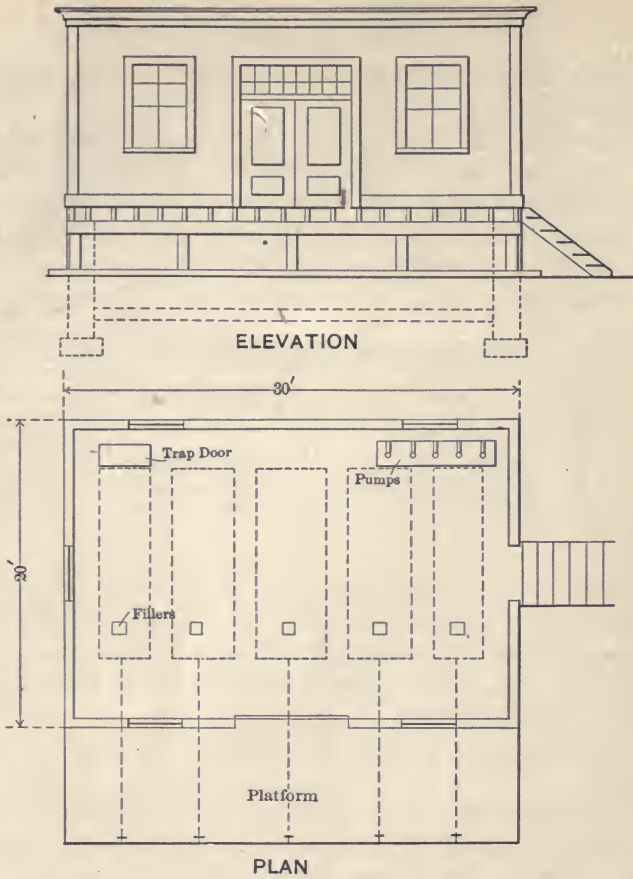 ELEVATION
30′
Trap Door
Pumps
20′
Fillers
Platform
PLAN